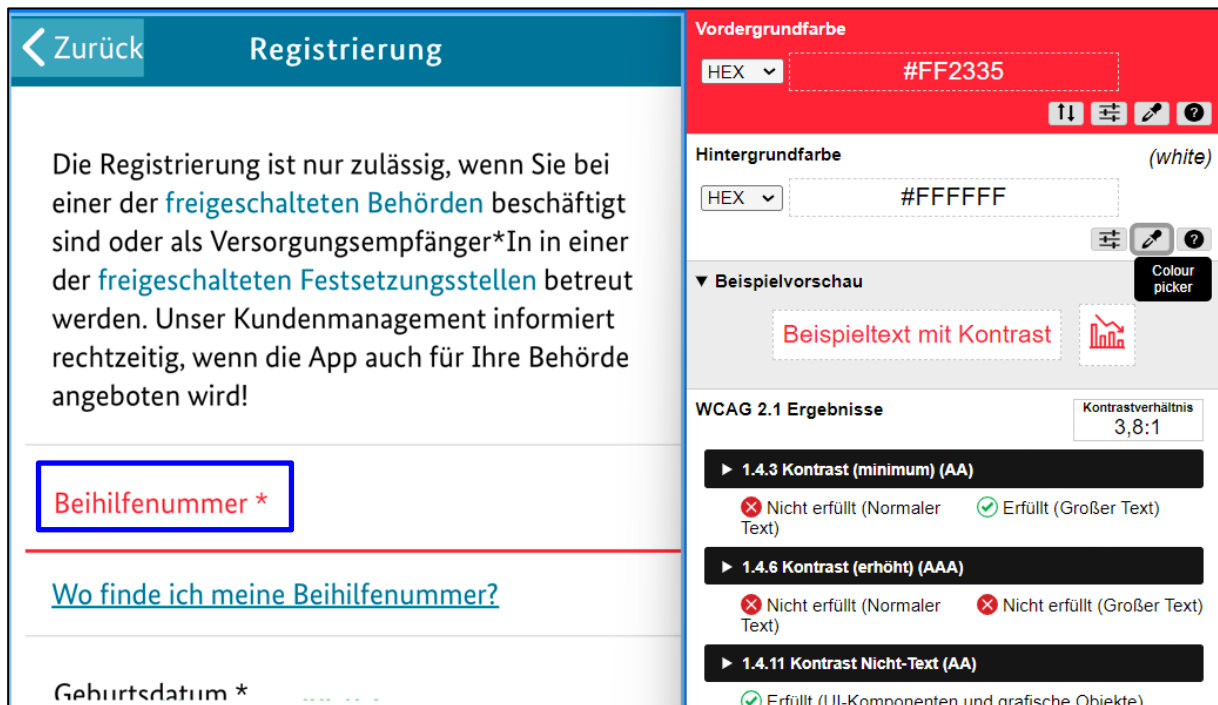 Zurück
Registrierung
Die Registrierung ist nur zulässig, wenn Sie bei
einer der freigeschalteten Behörden beschäftigt
sind oder als Versorgungsempfänger*In in einer
der freigeschalteten Festsetzungsstellen betreut
werden. Unser Kundenmanagement informiert
rechtzeitig, wenn die App auch für Ihre Behörde
angeboten wird!
Beihilfenummer *
Wo finde ich meine Beihilfenummer?
Geburtsdatum *
Vordergrundfarbe
HEX
#FF2335
Hintergrundfarbe
(white)
HEX
#FFFFFF
Colour
picker
▼ Beispielvorschau
Beispieltext mit Kontrast
WCAG 2.1 Ergebnisse
Kontrastverhältnis
3,8:1
▶ 1.4.3 Kontrast (minimum) (AA)
Nicht erfüllt (Normaler
Text)
Erfüllt (Großer Text)
▶ 1.4.6 Kontrast (erhöht) (AAA)
Nicht erfüllt (Normaler
Text)
Nicht erfüllt (Großer Text)
▶ 1.4.11 Kontrast Nicht-Text (AA)
Erfüllt (UI-Komponenten und grafische Objekte)